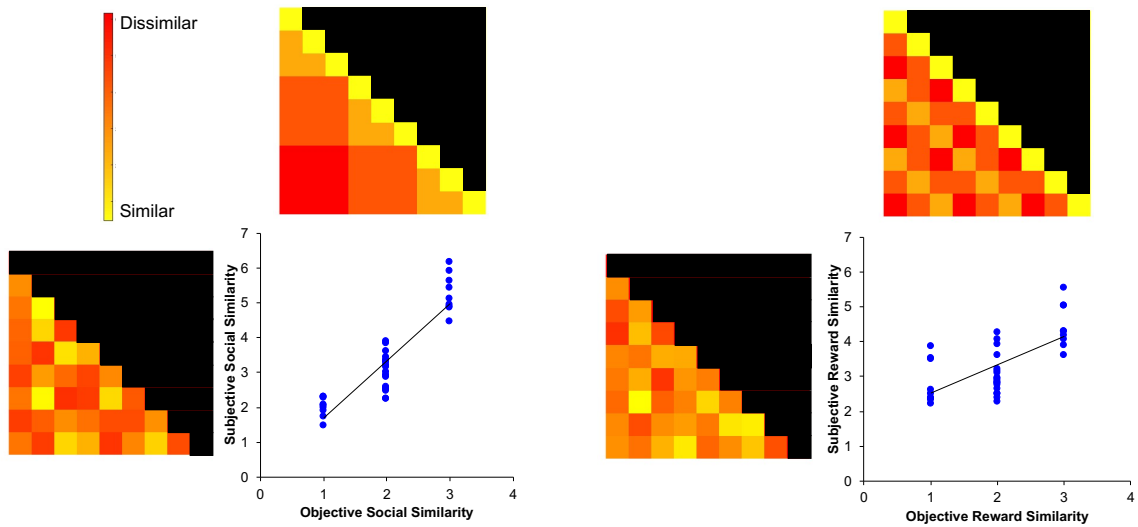 Dissimilar
Similar
7
6
5
4
3
2
1
0
Subjective Social Similarity
0 1 2 3 4
Objective Social Similarity
7
6
5
4
3
2
1
0
Subjective Reward Similarity
0 1 2 3 4
Objective Reward Similarity